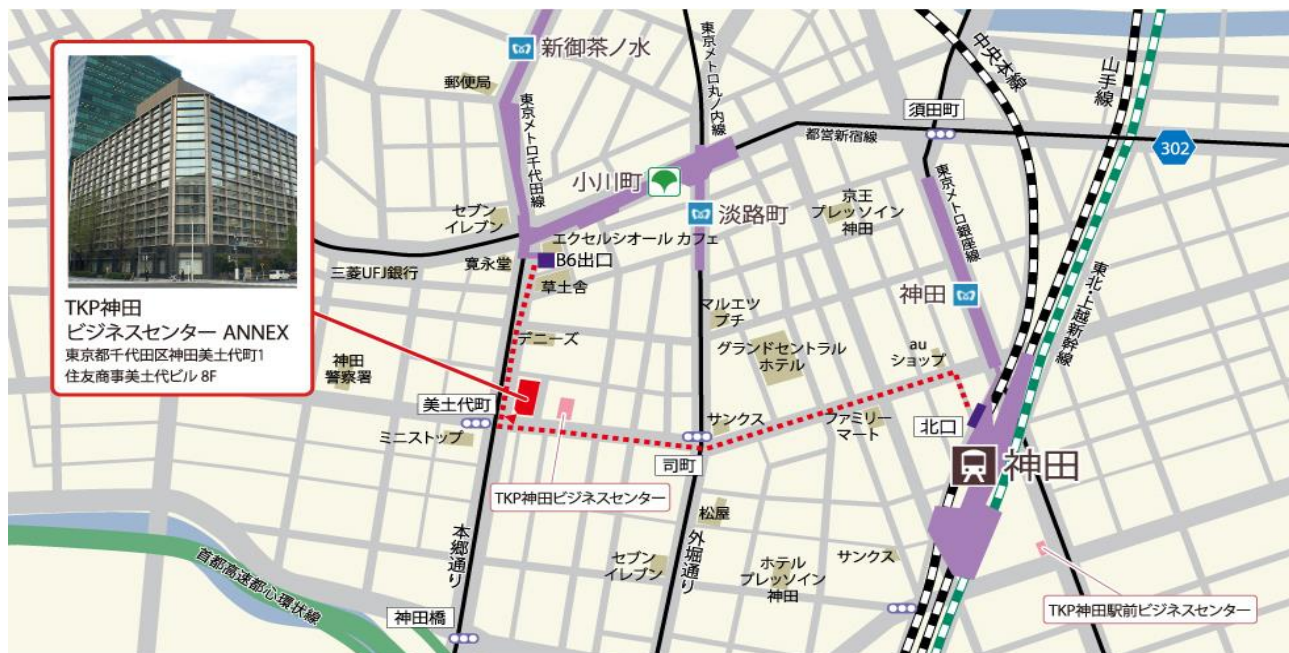 TKP神田
ビジネスセンター ANNEX
東京都千代田区神田美土代町1
住友商事美土代ビル 8F
新御茶ノ水
郵便局
東京メトロ千代田線
東京メトロ丸ノ内線
中央本線
山手線
須田町
都営新宿線
302
小川町
淡路町
京王
プレッソイン
神田
東京メトロ銀座線
セブン
イレブン
エクセルシオール カフェ
三菱UFJ銀行
寛永堂
B6出口
草土舎
東北・上越新幹線
神田
マルエツ
プチ
デニーズ
グランドセントラル
ホテル
au
ショップ
神田
警察署
美土代町
ミニストップ
サンクス
ファミリー
マート
北口
司町
神田
TKP神田ビジネスセンター
松屋
本郷通り
外堀通り
セブン
イレブン
ホテル
プレッソイン
神田
サンクス
首都高速都心環状線
神田橋
TKP神田駅前ビジネスセンター